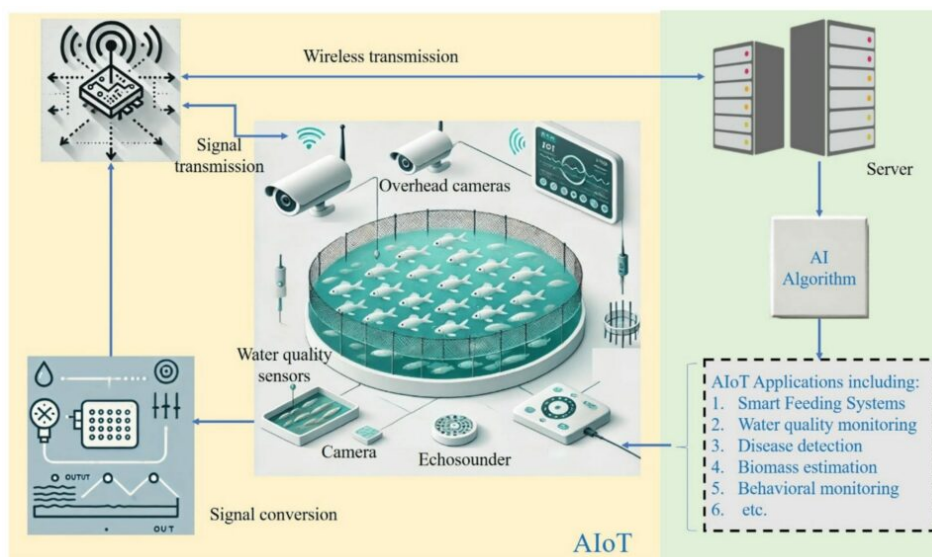 Wireless transmission
Signal
transmission
Overhead cameras
IOT
Server
AI
Algorithm
Water quality
sensors
Camera
Echosounder
OUTUT
OUT
Signal conversion
AIoT Applications including:
1. Smart Feeding Systems
2. Water quality monitoring
3. Disease detection
4. Biomass estimation
5. Behavioral monitoring
6. etc.
AIoT